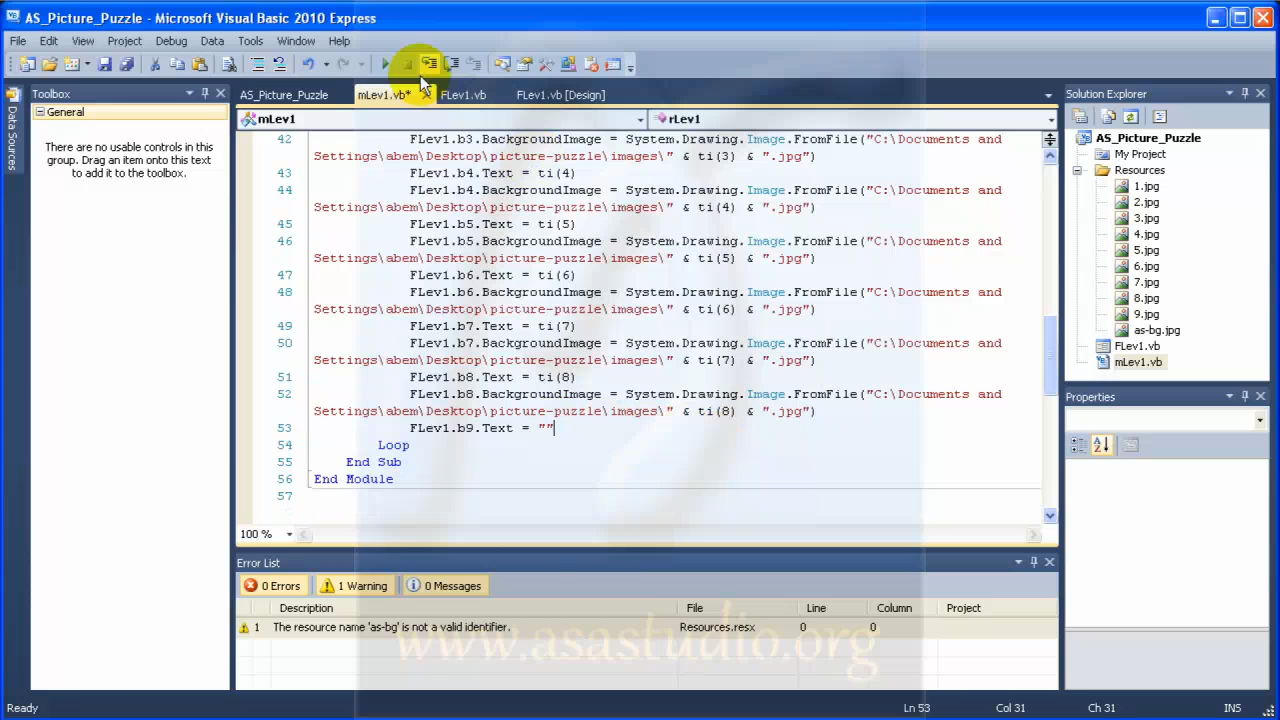 AS_Picture_Puzzle - Microsoft Visual Basic 2010 Express
File Edit View Project Debug Data Tools Window Help
Toolbox
AS_Picture_Puzzle mLev1.vb* FLev1.vb FLev1.vb [Design]
Solution Explorer
Data Sources
General
There are no usable controls in this
group. Drag an item onto this text
to add it to the toolbox.
mLev1 rLev1
42 FLev1.b3.BackgroundImage = System.Drawing.Image.FromFile("C:\Documents and
Settings\abem\Desktop\picture-puzzle\images\" & ti(3) & ".jpg")
43 FLev1.b4.Text = ti(4)
44 FLev1.b4.BackgroundImage = System.Drawing.Image.FromFile("C:\Documents and
Settings\abem\Desktop\picture-puzzle\images\" & ti(4) & ".jpg")
45 FLev1.b5.Text = ti(5)
46 FLev1.b5.BackgroundImage = System.Drawing.Image.FromFile("C:\Documents and
Settings\abem\Desktop\picture-puzzle\images\" & ti(5) & ".jpg")
47 FLev1.b6.Text = ti(6)
48 FLev1.b6.BackgroundImage = System.Drawing.Image.FromFile("C:\Documents and
Settings\abem\Desktop\picture-puzzle\images\" & ti(6) & ".jpg")
49 FLev1.b7.Text = ti(7)
50 FLev1.b7.BackgroundImage = System.Drawing.Image.FromFile("C:\Documents and
Settings\abem\Desktop\picture-puzzle\images\" & ti(7) & ".jpg")
51 FLev1.b8.Text = ti(8)
52 FLev1.b8.BackgroundImage = System.Drawing.Image.FromFile("C:\Documents and
Settings\abem\Desktop\picture-puzzle\images\" & ti(8) & ".jpg")
53 FLev1.b9.Text = ""
54 Loop
55 End Sub
56 End Module
57
100 %
AS_Picture_Puzzle
My Project
Resources
1.jpg
2.jpg
3.jpg
4.jpg
5.jpg
6.jpg
7.jpg
8.jpg
9.jpg
as-bg.jpg
FLev1.vb
mLev1.vb
Properties
Error List
0 Errors 1 Warning 0 Messages
Description File Line Column Project
1 The resource name 'as-bg' is not a valid identifier. Resources.resx 0 0
www.asastudio.org
Ready Ln 53 Col 31 Ch 31 INS